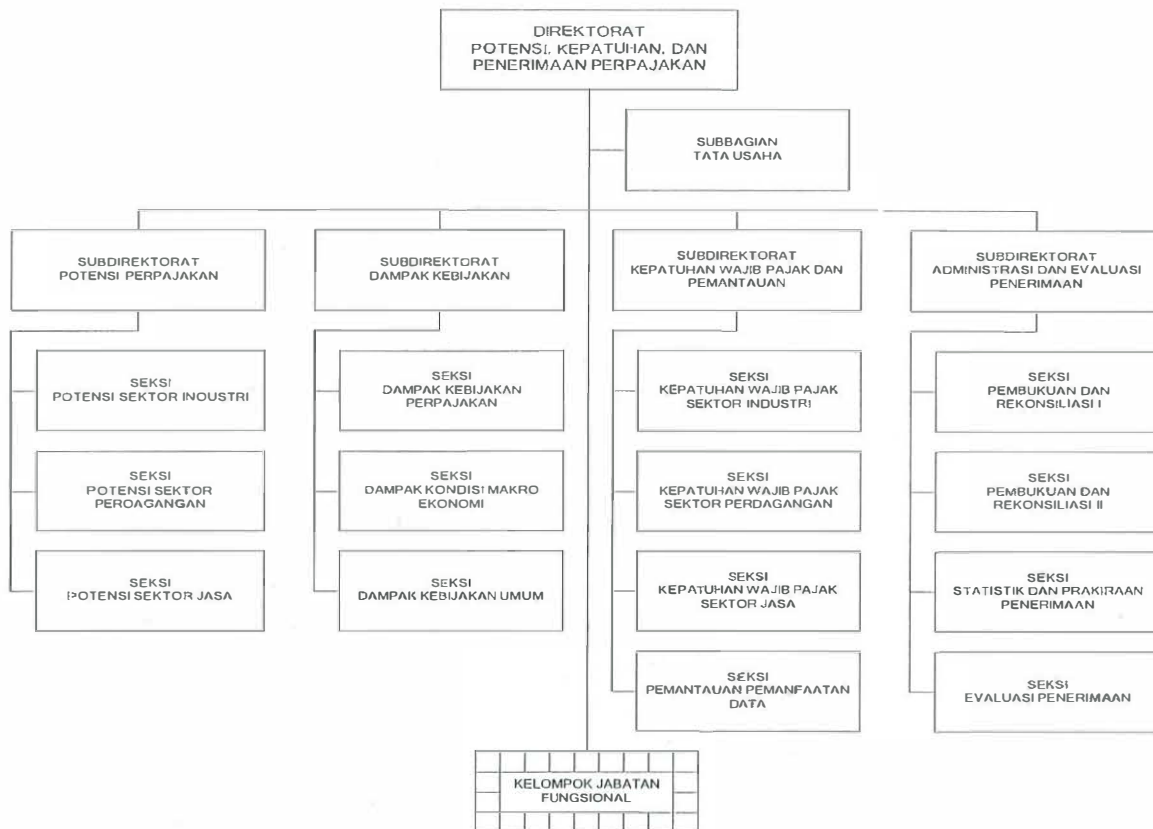 DIREKTORAT
POTENSI, KEPATUHAN, DAN
PENERIMAAN PERPAJAKAN
SUBBAGIAN
TATA USAHA
SUBDIREKTORAT
POTENSI PERPAJAKAN
SUBDIREKTORAT
DAMPAK KEBIJAKAN
SUBDIREKTORAT
KEPATUHAN WAJIB PAJAK DAN
PEMANTAUAN
SUBDIREKTORAT
ADMINISTRASI DAN EVALUASI
PENERIMAAN
SEKSI
POTENSI SEKTOR INOUSTRI
SEKSI
DAMPAK KEBIJAKAN
PERPAJAKAN
SEKSI
KEPATUHAN WAJIB PAJAK
SEKTOR INDUSTRI
SEKSI
PEMBUKUAN DAN
REKONSILIASI I
SEKSI
POTENSI SEKTOR
PEROAGANGAN
SEKSI
DAMPAK KONDISI MAKRO
EKONOMI
SEKSI
KEPATUHAN WAJIB PAJAK
SEKTOR PERDAGANGAN
SEKSI
PEMBUKUAN DAN
REKONSILIASI II
SEKSI
POTENSI SEKTOR JASA
SEKSI
DAMPAK KEBIJAKAN UMUM
SEKSI
KEPATUHAN WAJIB PAJAK
SEKTOR JASA
SEKSI
STATISTIK DAN PRAKIRAAN
PENERIMAAN
SEKSI
PEMANTAUAN PEMANFAATAN
DATA
SEKSI
EVALUASI PENERIMAAN
KELOMPOK JABATAN
FUNGSIONAL